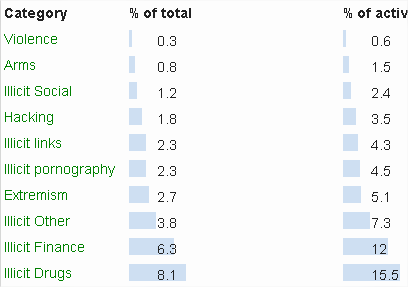 Category % of total % of activ
Violence 0.3 0.6
Arms 0.8 1.5
Illicit Social 1.2 2.4
Hacking 1.8 3.5
Illicit links 2.3 4.3
Illicit pornography 2.3 4.5
Extremism 2.7 5.1
Illicit Other 3.8 7.3
Illicit Finance 6.3 12
Illicit Drugs 8.1 15.5